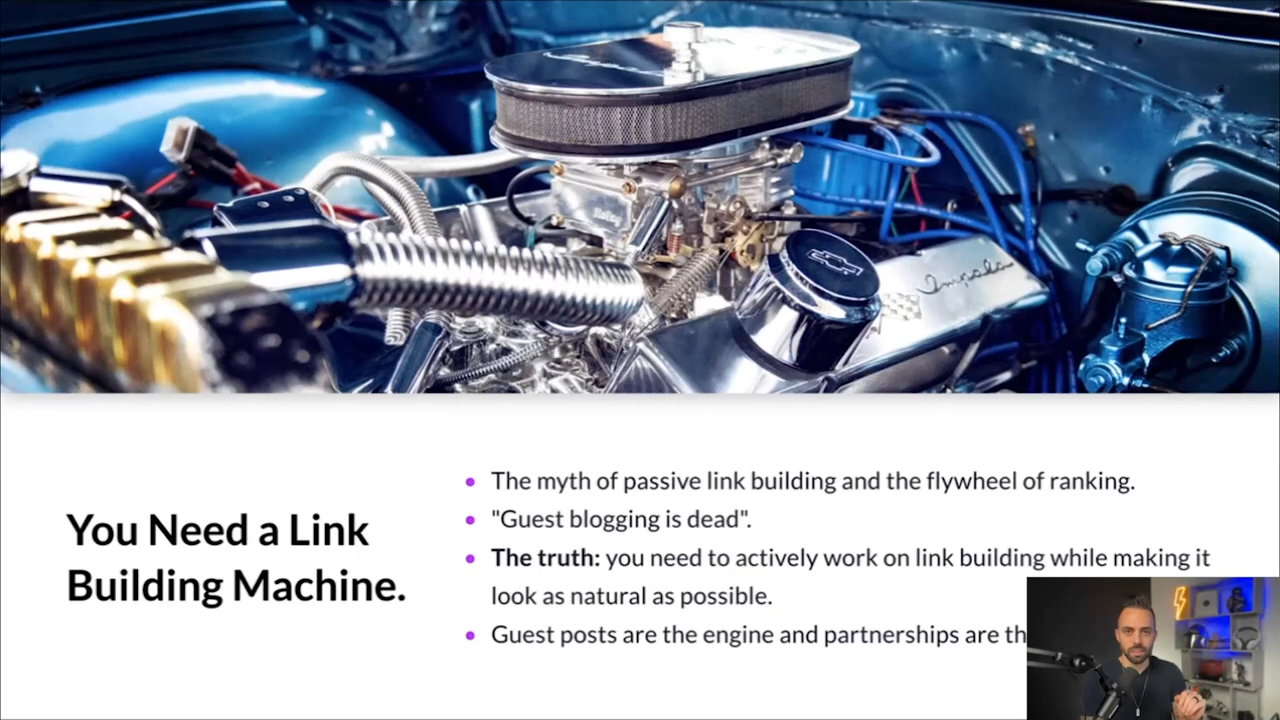 Impala
You Need a Link
Building Machine.
The myth of passive link building and the flywheel of ranking.
"Guest blogging is dead".
The truth: you need to actively work on link building while making it
look as natural as possible.
Guest posts are the engine and partnerships are th